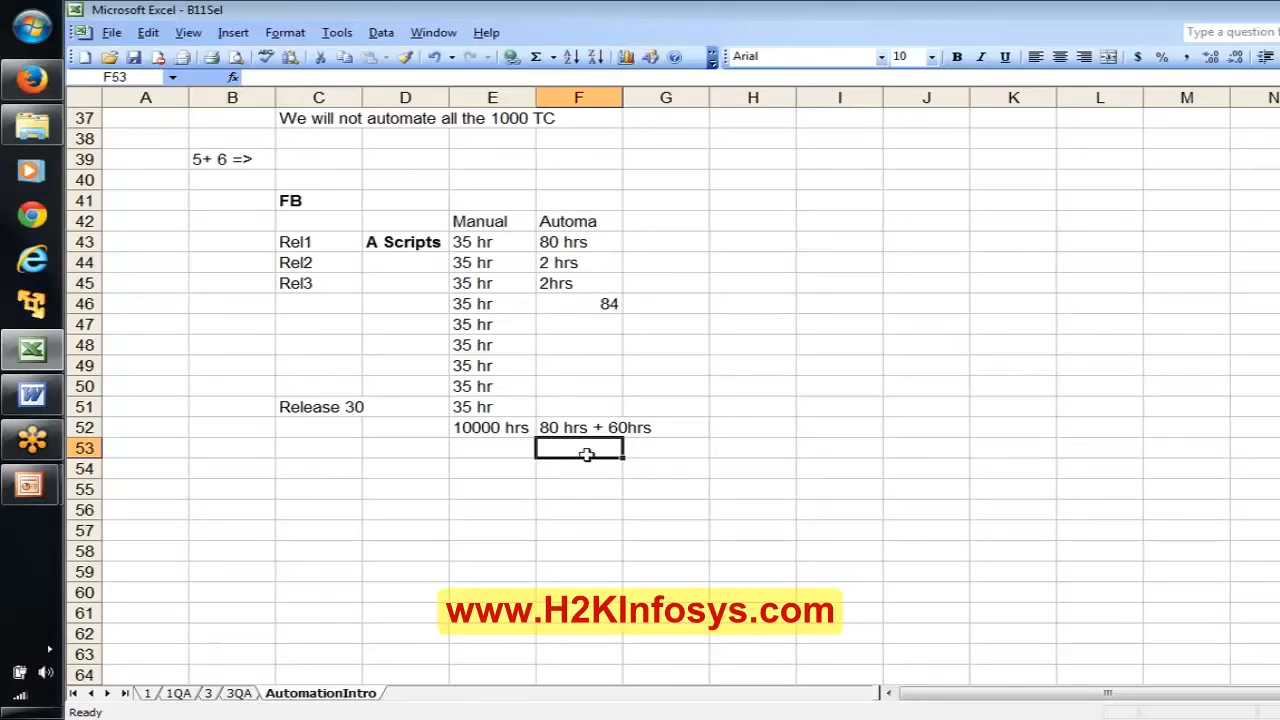 Microsoft Excel - B11Sel
File Edit View Insert Format Tools Data Window Help
Type a question f
Arial 10 B I U $ % ,
F53 fx
A B C D E F G H I J K L M N
37 We will not automate all the 1000 TC
38
39 5+ 6 =>
40
41 FB
42 Manual Automa
43 Rel1 A Scripts 35 hr 80 hrs
44 Rel2 35 hr 2 hrs
45 Rel3 35 hr 2hrs
46 35 hr 84
47 35 hr
48 35 hr
49 35 hr
50 35 hr
51 Release 30 35 hr
52 10000 hrs 80 hrs + 60hrs
53
54
55
56
57
58
59
60
61
62
63
64
www.H2KInfosys.com
1 1QA 3 3QA AutomationIntro
Ready